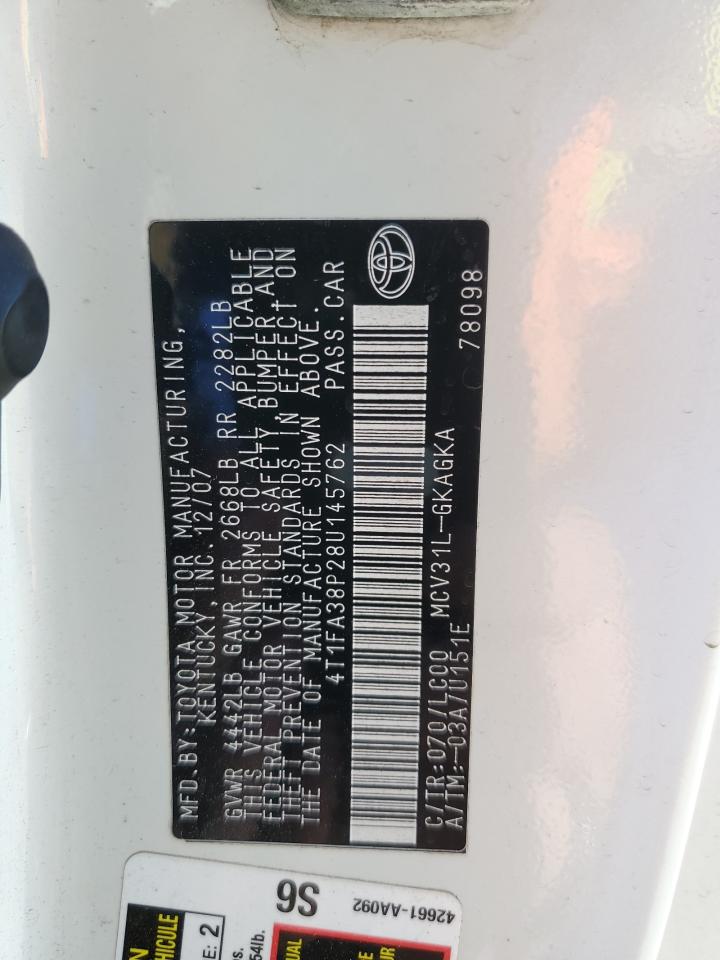 MFD.BY:TOYOTA MOTOR MANUFACTURING,
KENTUCKY, INC. 12/07
GVWR 4442LB GAWR FR 2668LB RR 2282LB
THIS VEHICLE CONFORMS TO ALL APPLICABLE
FEDERAL MOTOR VEHICLE SAFETY, BUMPER AND
THEFT PREVENTION STANDARDS IN EFFECT ON
THE DATE OF MANUFACTURE SHOWN ABOVE.
4T1FA38P28U145762 PASS.CAR
C/TR:070/LC00 MCV31L-GKAGKA
A/TM:-03A/U151E 78098
S6
42661-AA092